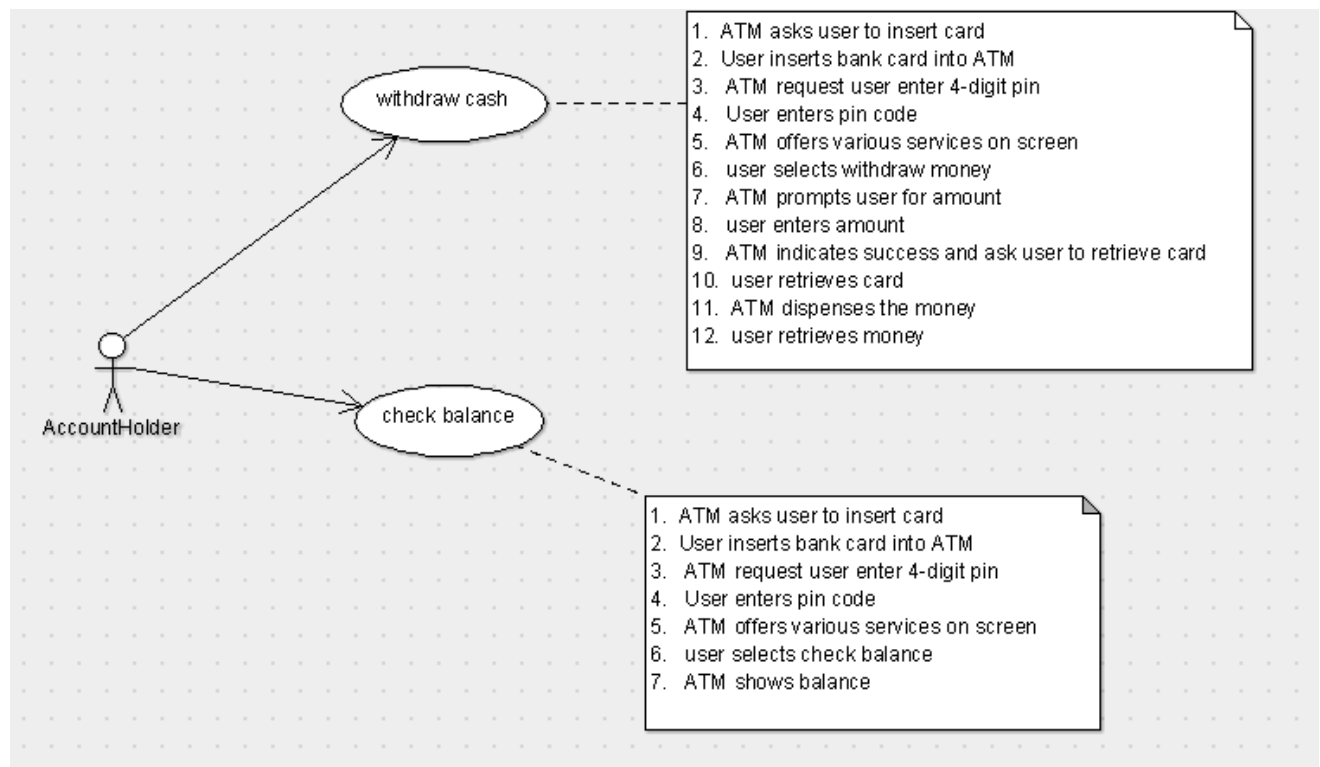 withdraw cash
1. ATM asks user to insert card
2. User inserts bank card into ATM
3. ATM request user enter 4-digit pin
4. User enters pin code
5. ATM offers various services on screen
6. user selects withdraw money
7. ATM prompts user for amount
8. user enters amount
9. ATM indicates success and ask user to retrieve card
10. user retrieves card
11. ATM dispenses the money
12. user retrieves money
AccountHolder
check balance
1. ATM asks user to insert card
2. User inserts bank card into ATM
3. ATM request user enter 4-digit pin
4. User enters pin code
5. ATM offers various services on screen
6. user selects check balance
7. ATM shows balance